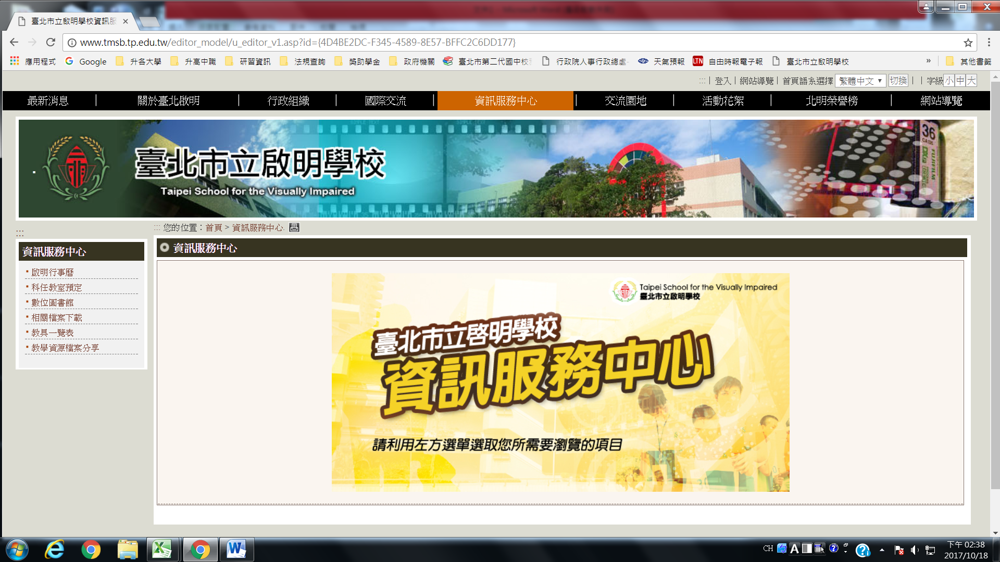 臺北市立啟明學校資訊服
www.tmsb.tp.edu.tw/editor_model/u_editor_v1.asp?id={4D4BE2DC-F345-4589-8E57-BFFC2C6DD177}
應用程式 Google 升各大學 升高中職 研習資訊 法規查詢 獎助學金 政府機關 臺北市第二代國中校 行政院人事行政總處- 天氣預報 LTN 自由時報電子報 臺北市立啟明學校 » 其他書籤
::: | 登入 | 網站導覽 | 首頁語系選擇 繁體中文 切換 | | 字級 小 中 大
最新消息 | 關於臺北啟明 | 行政組織 | 國際交流 | 資訊服務中心 | 交流園地 | 活動花絮 | 北明榮譽榜 | 網站導覽
臺北市立啟明學校
Taipei School for the Visually Impaired
36
FUJIFILM
::: 您的位置：首頁 > 資訊服務中心
:::
資訊服務中心
啟明行事曆
科任教室預定
數位圖書館
相關檔案下載
教具一覽表
教學資源檔案分享
資訊服務中心
Taipei School for the Visually Impaired
臺北市立啟明學校
臺北市立啓明學校
資訊服務中心
請利用左方選單選取您所需要瀏覽的項目
CH
下午 02:38
2017/10/18